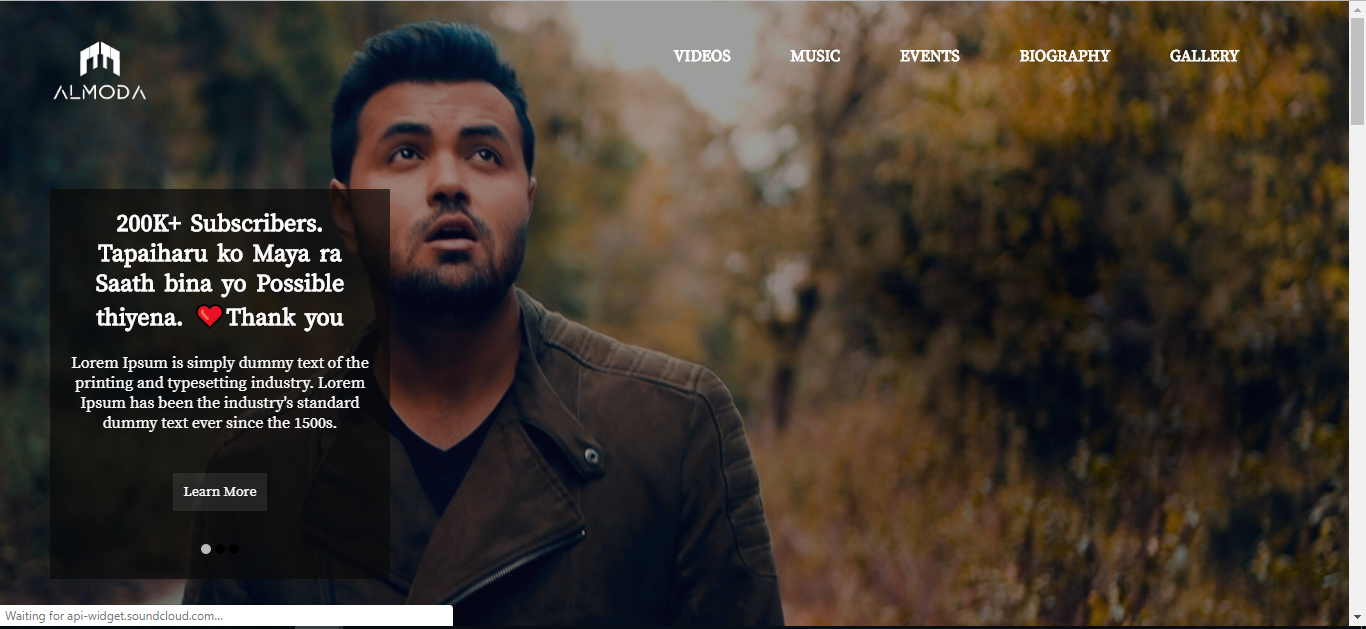 ALMODA
VIDEOS MUSIC EVENTS BIOGRAPHY GALLERY
200K+ Subscribers.
Tapaiharu ko Maya ra
Saath bina yo Possible
thiyena. ❤️Thank you
Lorem Ipsum is simply dummy text of the
printing and typesetting industry. Lorem
Ipsum has been the industry's standard
dummy text ever since the 1500s.
Learn More
Waiting for api-widget.soundcloud.com...